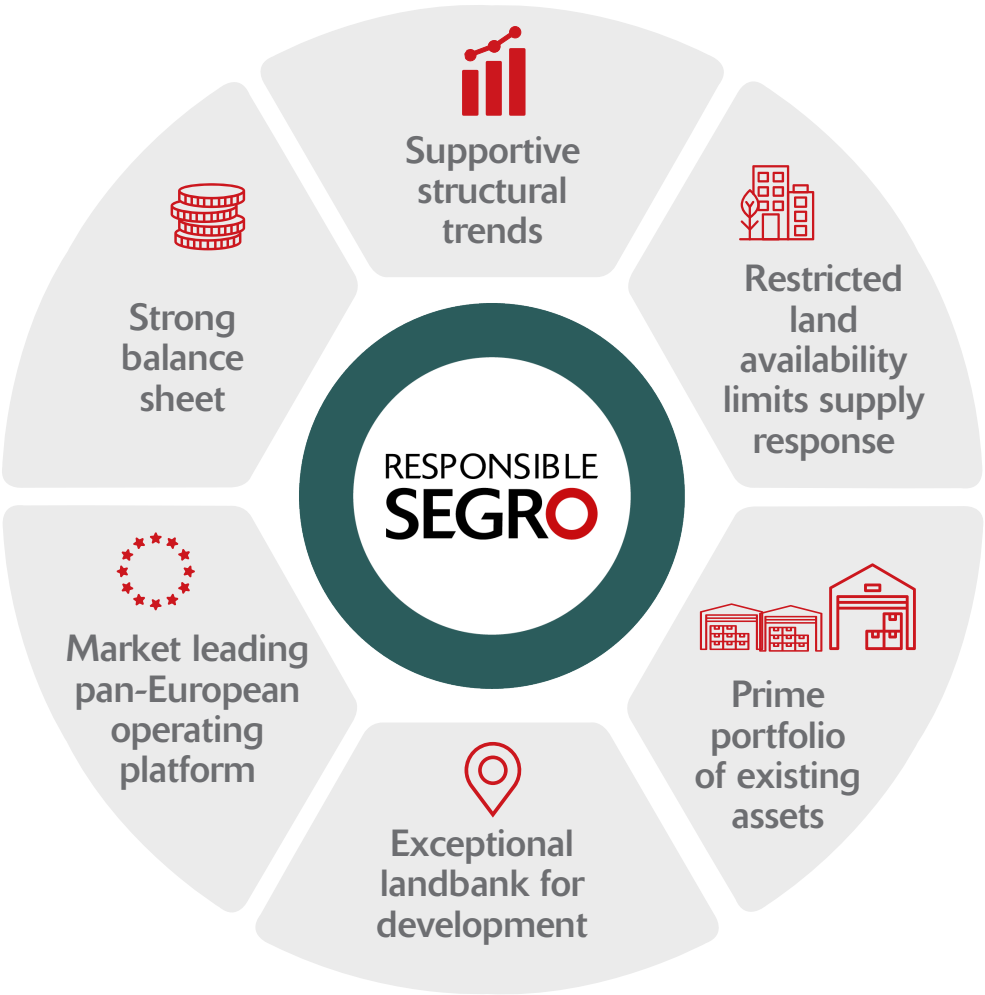 Supportive
structural
trends
Restricted
land
availability
limits supply
response
Prime
portfolio
of existing
assets
Exceptional
landbank for
development
Market leading
pan-European
operating
platform
Strong
balance
sheet
RESPONSIBLE
SEGRO